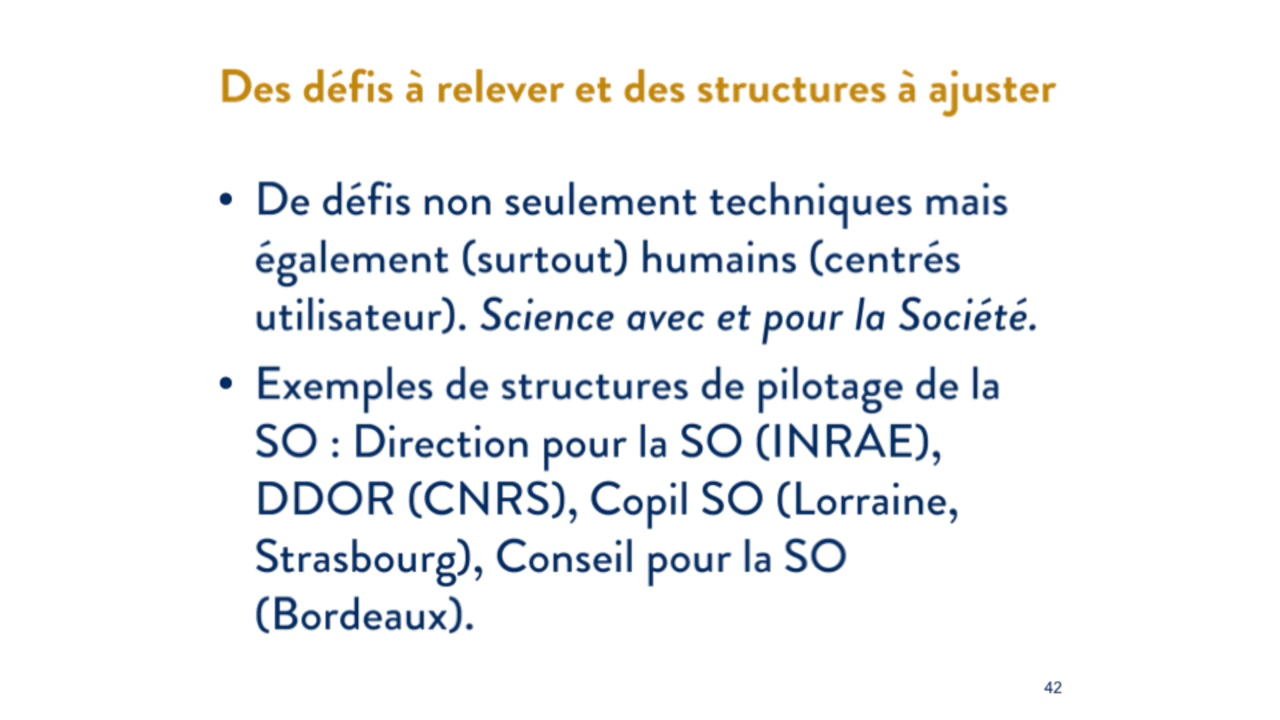 Des défis à relever et des structures à ajuster
• De défis non seulement techniques mais
également (surtout) humains (centrés
utilisateur). Science avec et pour la Société.
• Exemples de structures de pilotage de la
SO : Direction pour la SO (INRAE),
DDOR (CNRS), Copil SO (Lorraine,
Strasbourg), Conseil pour la SO
(Bordeaux).
42